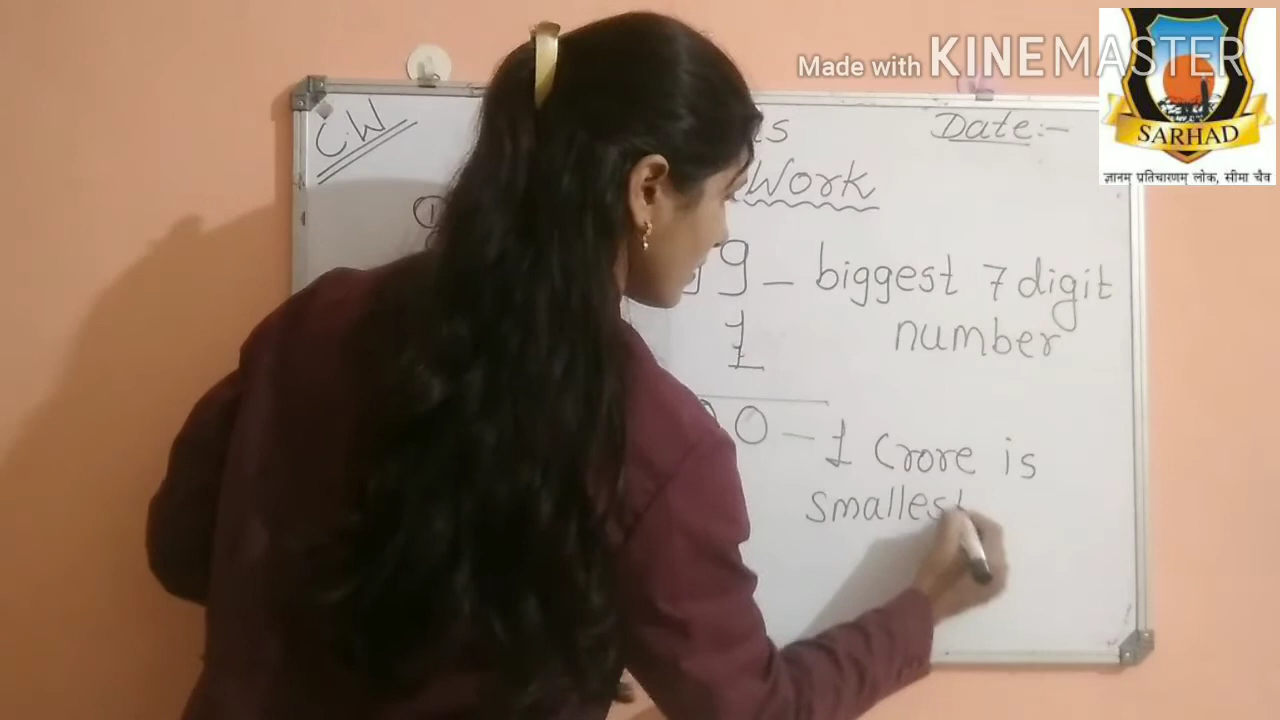 Made with KINEMASTER
SARHAD
ज्ञानम् प्रतिचारणम् लोक, सीमा चैव
C.W
Date:-
Work
1
9 - biggest 7 digit
number
1
0 - 1 Crore is
smallest